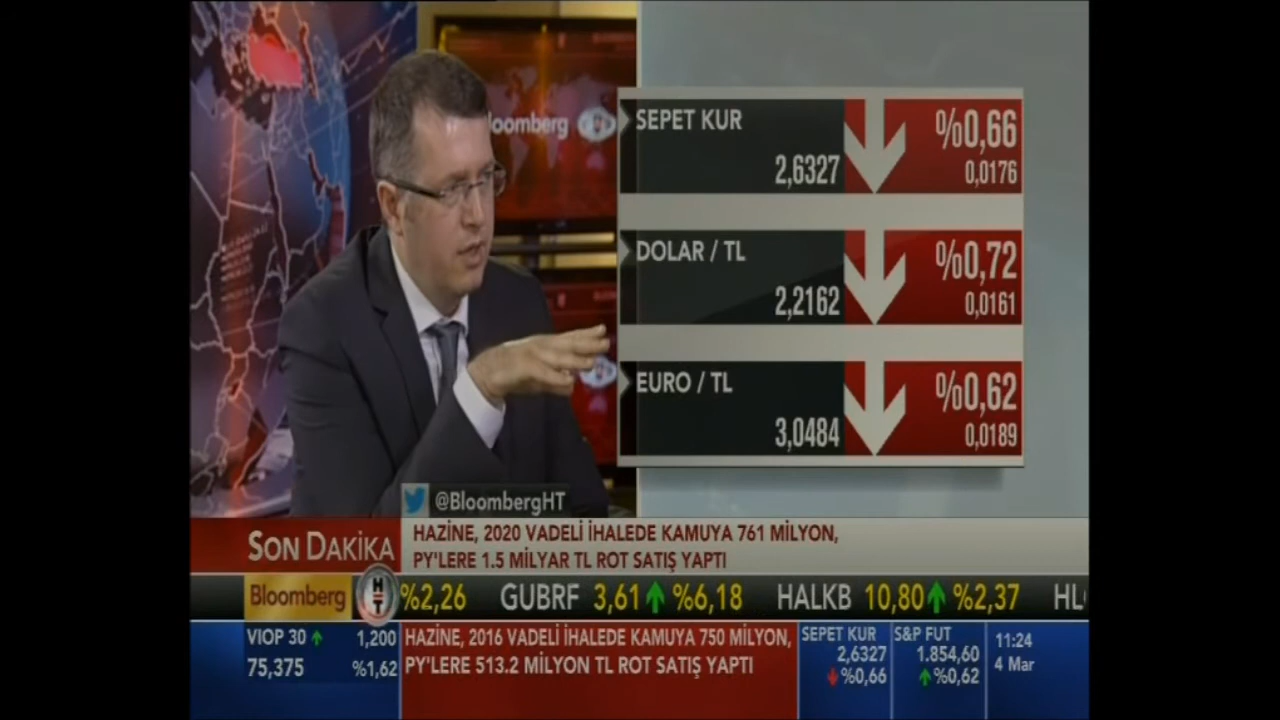 loomberg
SEPET KUR
2,6327
%0,66
0,0176
DOLAR / TL
2,2162
%0,72
0,0161
EURO / TL
3,0484
%0,62
0,0189
@BloombergHT
SON DAKİKA
HAZİNE, 2020 VADELİ İHALEDE KAMUYA 761 MİLYON,
PY'LERE 1.5 MİLYAR TL ROT SATIŞ YAPTI
Bloomberg HT
%2,26 GUBRF 3,61 %6,18 HALKB 10,80 %2,37 HL
VIOP 30 1,200
75,375 %1,62
HAZİNE, 2016 VADELİ İHALEDE KAMUYA 750 MİLYON,
PY'LERE 513.2 MİLYON TL ROT SATIŞ YAPTI
SEPET KUR
2,6327
%0,66
S&P FUT
1.854,60
%0,62
11:24
4 Mar